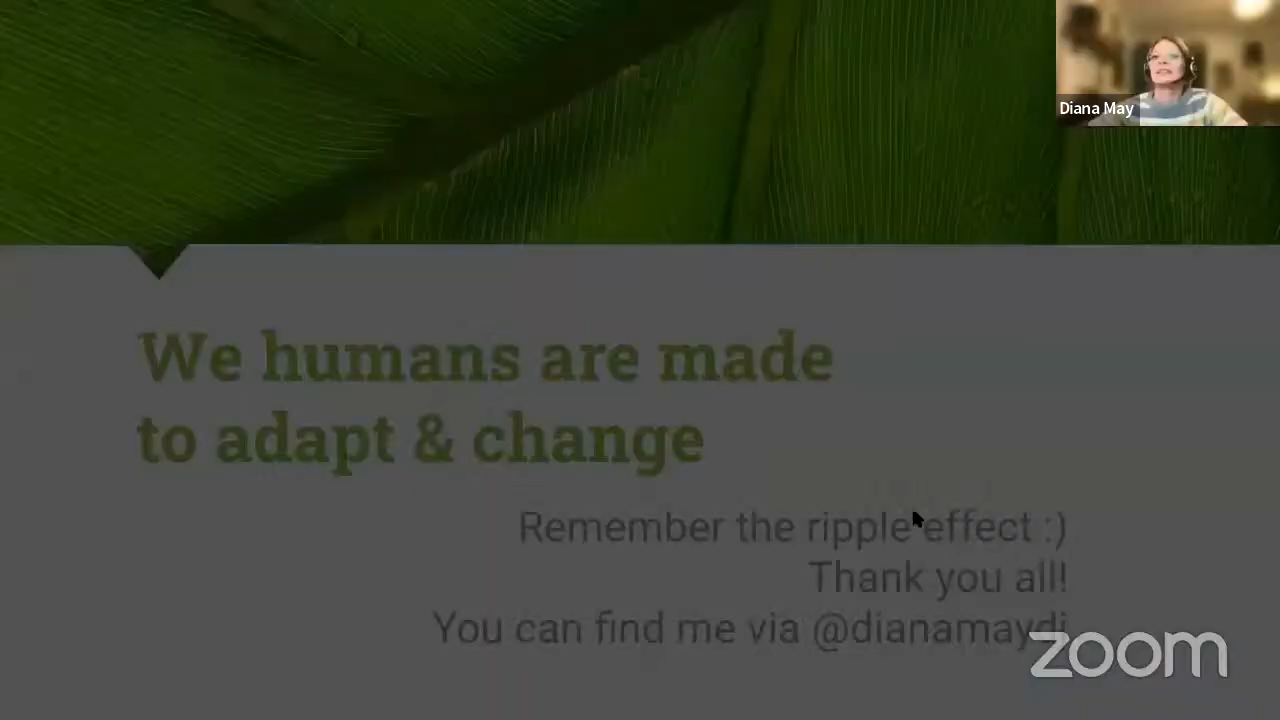 Diana May
We humans are made
to adapt & change
Remember the ripple effect :)
Thank you all!
You can find me via @dianamaydi
zoom